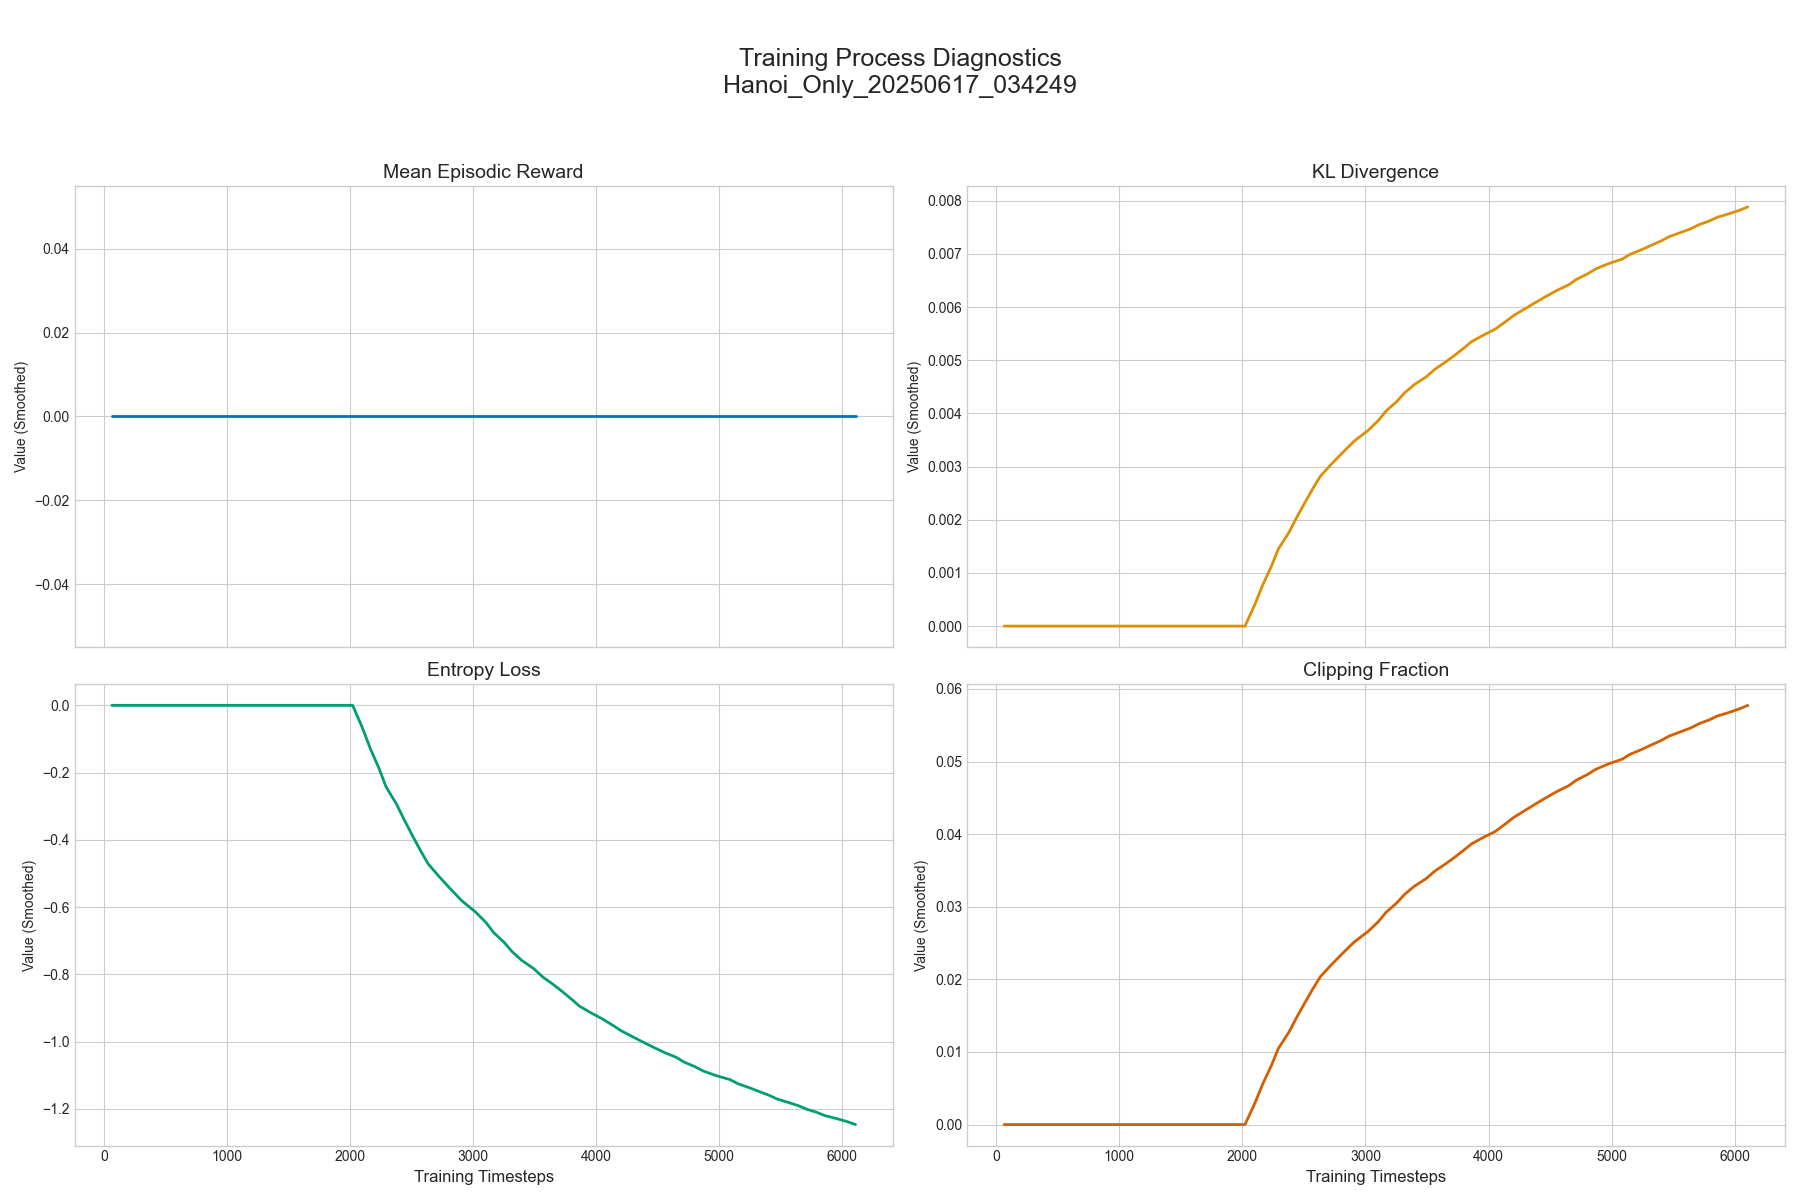 Training Process Diagnostics
Hanoi_Only_20250617_034249
Mean Episodic Reward
Value (Smoothed)
0.04
0.02
0.00
−0.02
−0.04
KL Divergence
Value (Smoothed)
0.008
0.007
0.006
0.005
0.004
0.003
0.002
0.001
0.000
Entropy Loss
Value (Smoothed)
0.0
−0.2
−0.4
−0.6
−0.8
−1.0
−1.2
0 1000 2000 3000 4000 5000 6000
Training Timesteps
Clipping Fraction
Value (Smoothed)
0.06
0.05
0.04
0.03
0.02
0.01
0.00
0 1000 2000 3000 4000 5000 6000
Training Timesteps